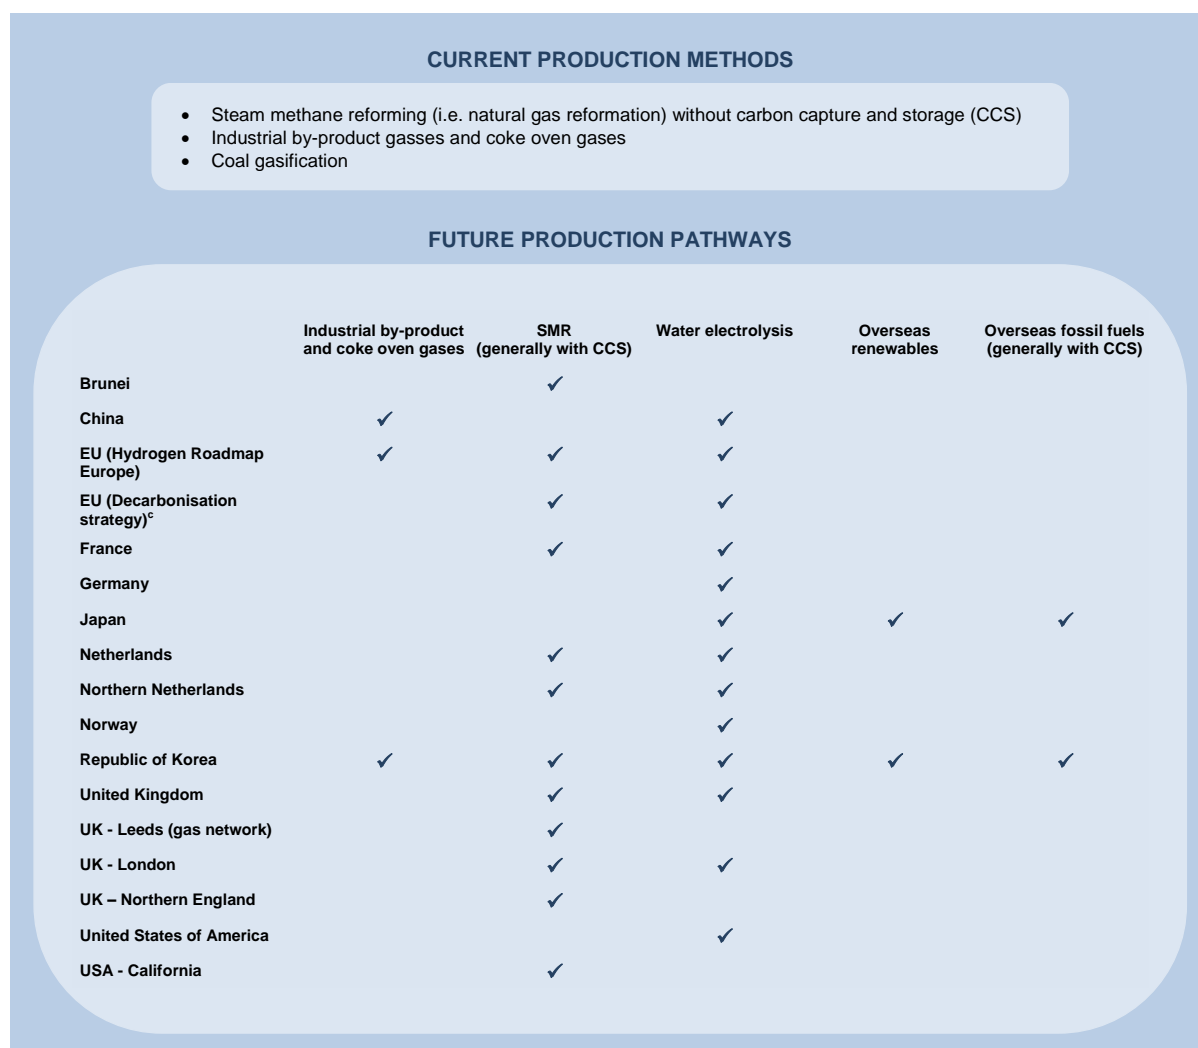 CURRENT PRODUCTION METHODS
• Steam methane reforming (i.e. natural gas reformation) without carbon capture and storage (CCS)
• Industrial by-product gasses and coke oven gases
• Coal gasification
FUTURE PRODUCTION PATHWAYS
Industrial by-product and coke oven gases
SMR (generally with CCS)
Water electrolysis
Overseas renewables
Overseas fossil fuels (generally with CCS)
Brunei ✓
China ✓ ✓
EU (Hydrogen Roadmap Europe) ✓ ✓ ✓
EU (Decarbonisation strategy)c ✓ ✓
France ✓ ✓
Germany ✓
Japan ✓ ✓ ✓
Netherlands ✓ ✓
Northern Netherlands ✓ ✓
Norway ✓
Republic of Korea ✓ ✓ ✓ ✓ ✓
United Kingdom ✓ ✓
UK - Leeds (gas network) ✓
UK - London ✓ ✓
UK – Northern England ✓
United States of America ✓
USA - California ✓